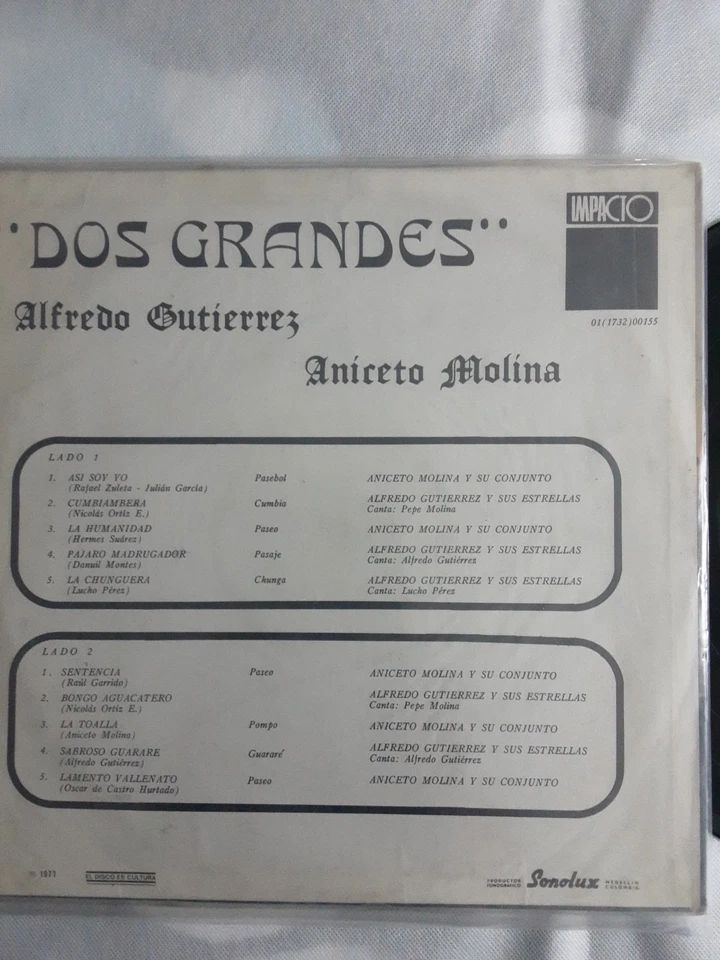 "DOS GRANDES"
IMPACTO
01(1732)00155
Alfredo Gutierrez
Aniceto Molina
LADO 1
1. ASI SOY YO Pasebol ANICETO MOLINA Y SU CONJUNTO
(Rafael Zuleta - Julián García)
2. CUMBIAMBERA Cumbia ALFREDO GUTIERREZ Y SUS ESTRELLAS
(Nicolás Ortiz E.) Canta: Pepe Molina
3. LA HUMANIDAD Paseo ANICETO MOLINA Y SU CONJUNTO
(Hermes Suárez)
4. PAJARO MADRUGADOR Pasaje ALFREDO GUTIERREZ Y SUS ESTRELLAS
(Danuil Montes) Canta: Alfredo Gutiérrez
5. LA CHUNGUERA Chunga ALFREDO GUTIERREZ Y SUS ESTRELLAS
(Lucho Pérez) Canta: Lucho Pérez
LADO 2
1. SENTENCIA Paseo ANICETO MOLINA Y SU CONJUNTO
(Raúl Garrido)
2. BONGO AGUACATERO ALFREDO GUTIERREZ Y SUS ESTRELLAS
(Nicolás Ortiz E.) Canta: Pepe Molina
3. LA TOALLA Pompo ANICETO MOLINA Y SU CONJUNTO
(Aniceto Molina)
4. SABROSO GUARARE Guararé ALFREDO GUTIERREZ Y SUS ESTRELLAS
(Alfredo Gutiérrez) Canta: Alfredo Gutiérrez
5. LAMENTO VALLENATO Paseo ANICETO MOLINA Y SU CONJUNTO
(Oscar de Castro Hurtado)
1977 EL DISCO ES CULTURA
PRODUCTOR FONOGRAFICO Sonolux MEDELLIN COLOMBIA